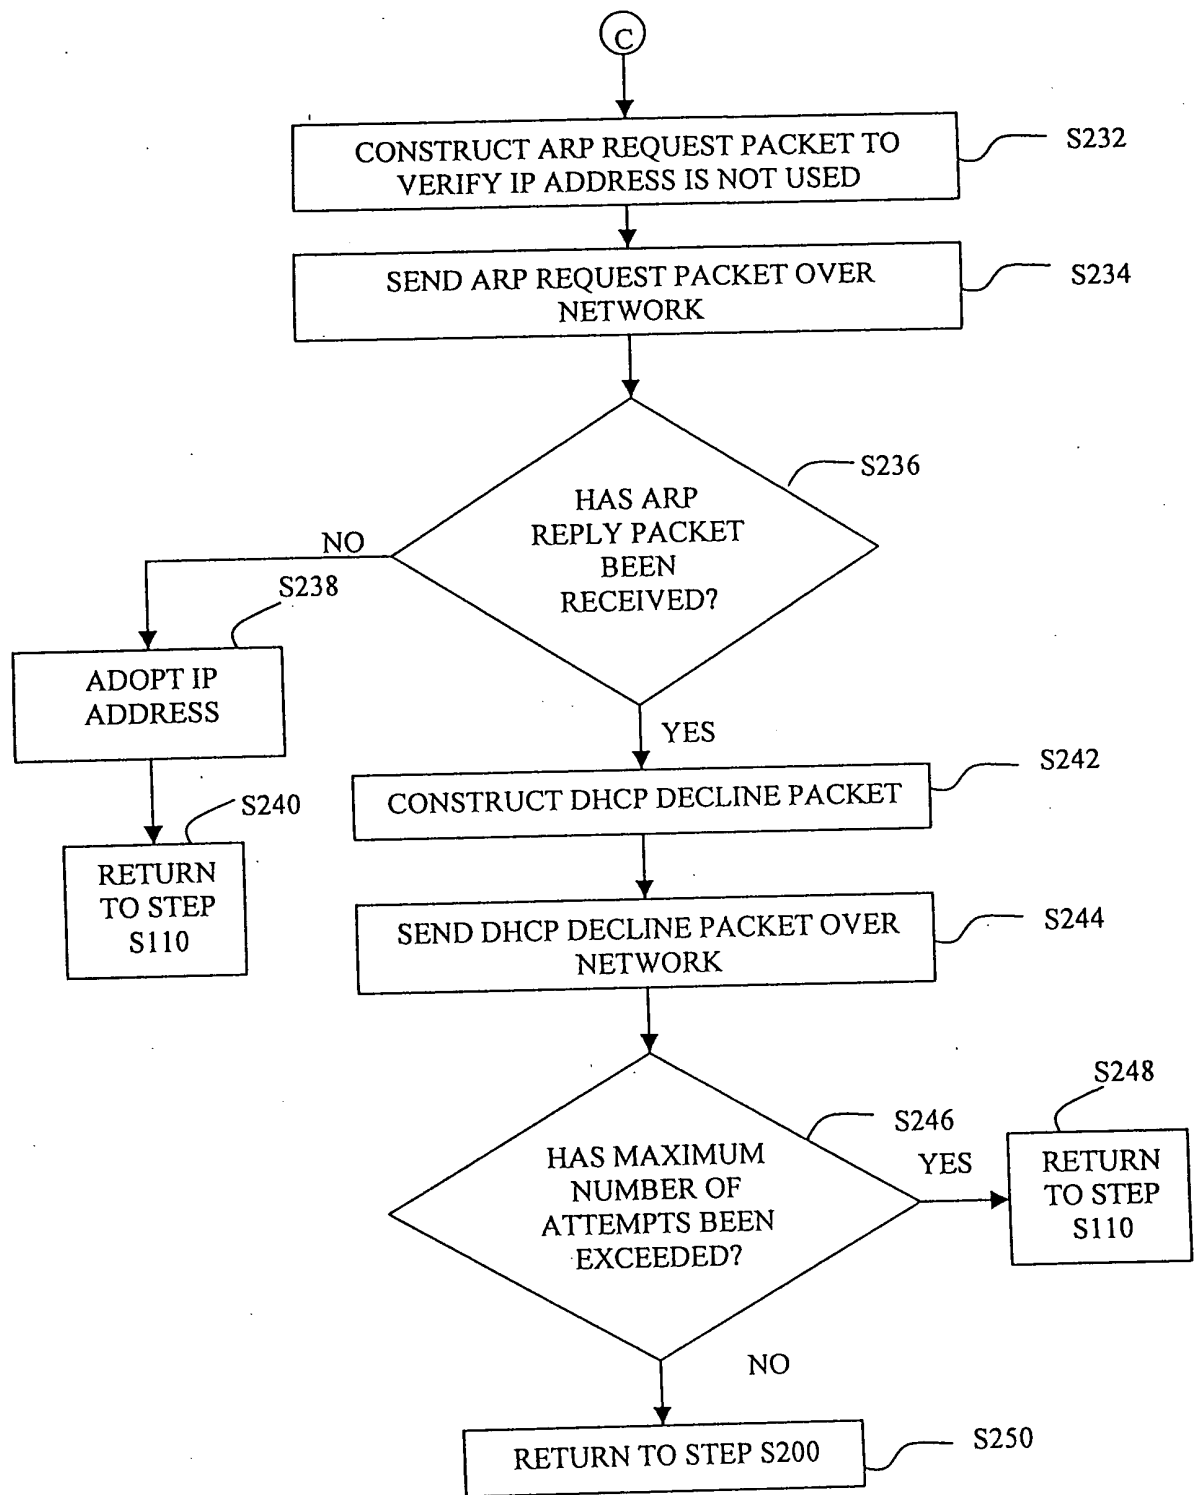 C
CONSTRUCT ARP REQUEST PACKET TO
VERIFY IP ADDRESS IS NOT USED
S232
SEND ARP REQUEST PACKET OVER
NETWORK
S234
HAS ARP
REPLY PACKET
BEEN
RECEIVED?
S236
NO
S238
ADOPT IP
ADDRESS
S240
RETURN
TO STEP
S110
YES
CONSTRUCT DHCP DECLINE PACKET
S242
SEND DHCP DECLINE PACKET OVER
NETWORK
S244
HAS MAXIMUM
NUMBER OF
ATTEMPTS BEEN
EXCEEDED?
S246
YES
S248
RETURN
TO STEP
S110
NO
RETURN TO STEP S200
S250